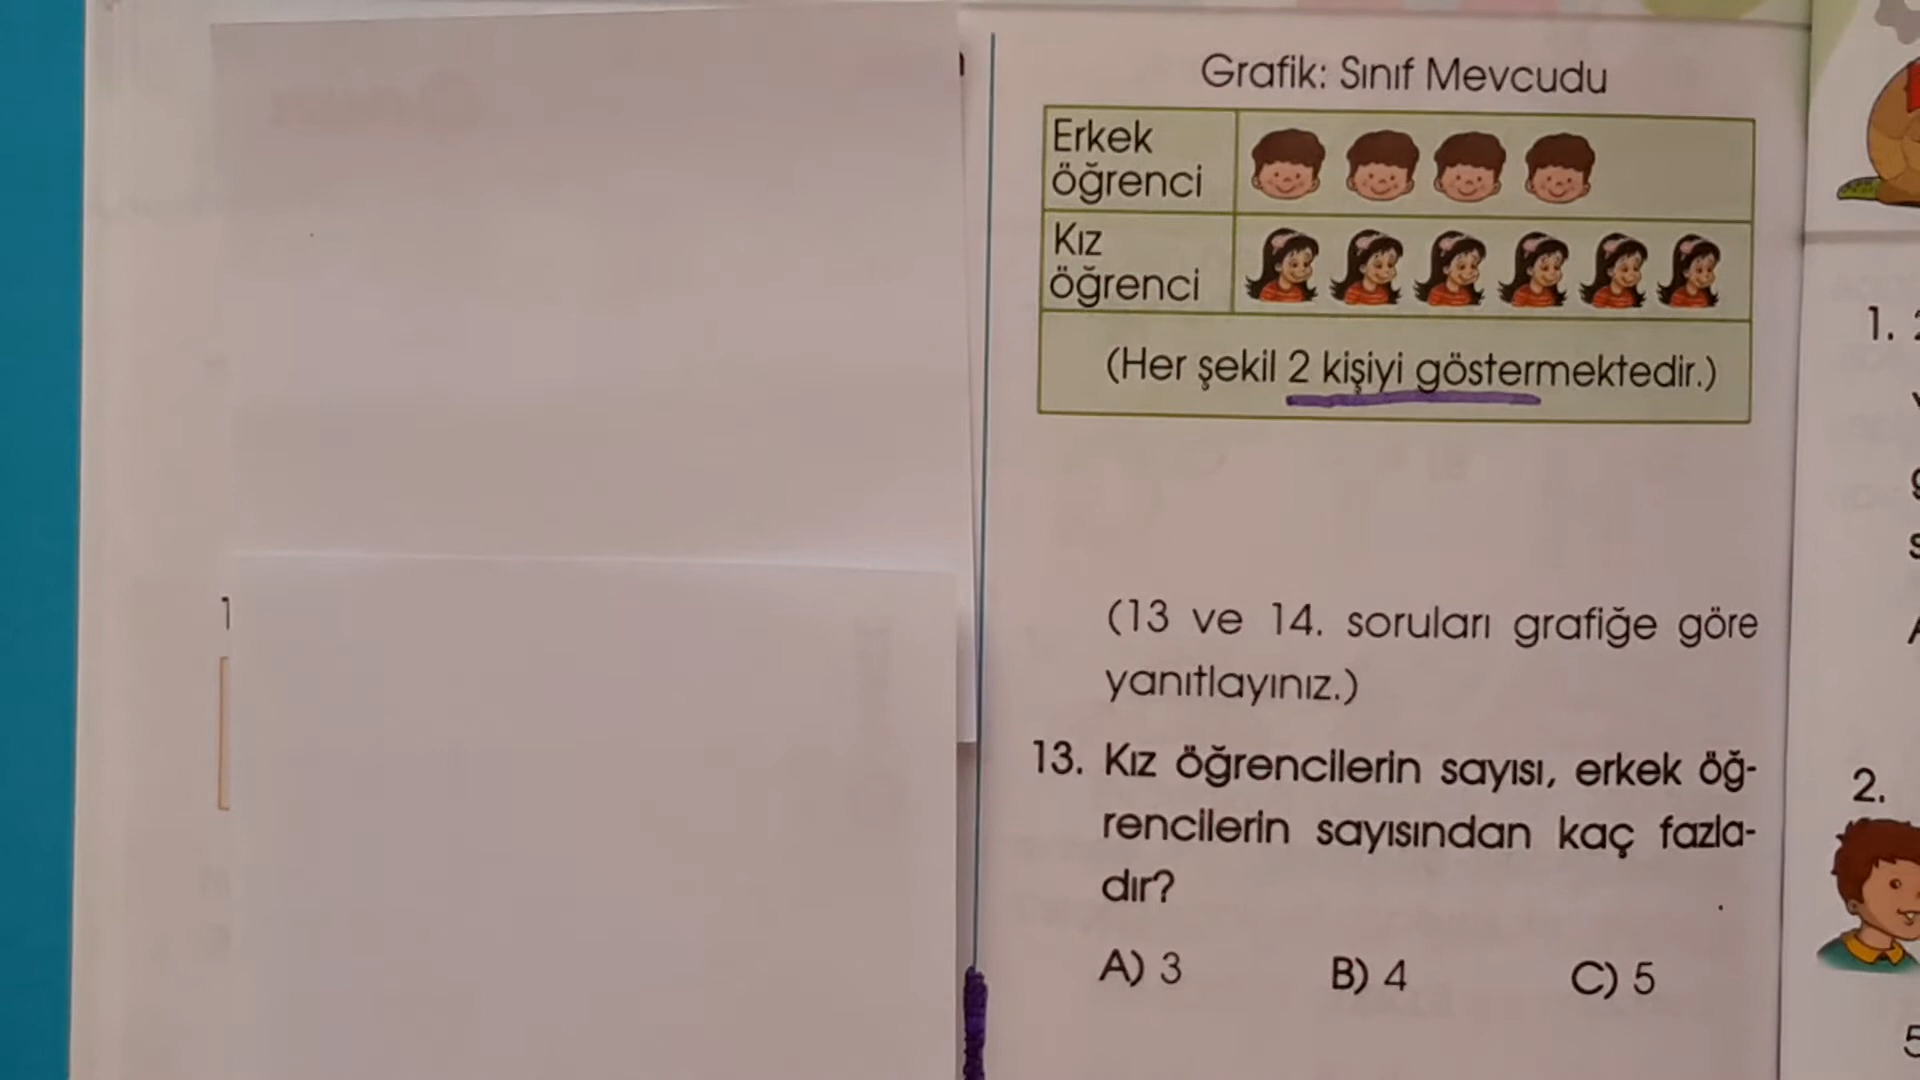 Grafik: Sınıf Mevcudu
Erkek
öğrenci
Kız
öğrenci
(Her şekil 2 kişiyi göstermektedir.)
(13 ve 14. soruları grafiğe göre
yanıtlayınız.)
13. Kız öğrencilerin sayısı, erkek öğ-
rencilerin sayısından kaç fazla-
dır?
A) 3 B) 4 C) 5
1.
2.
5